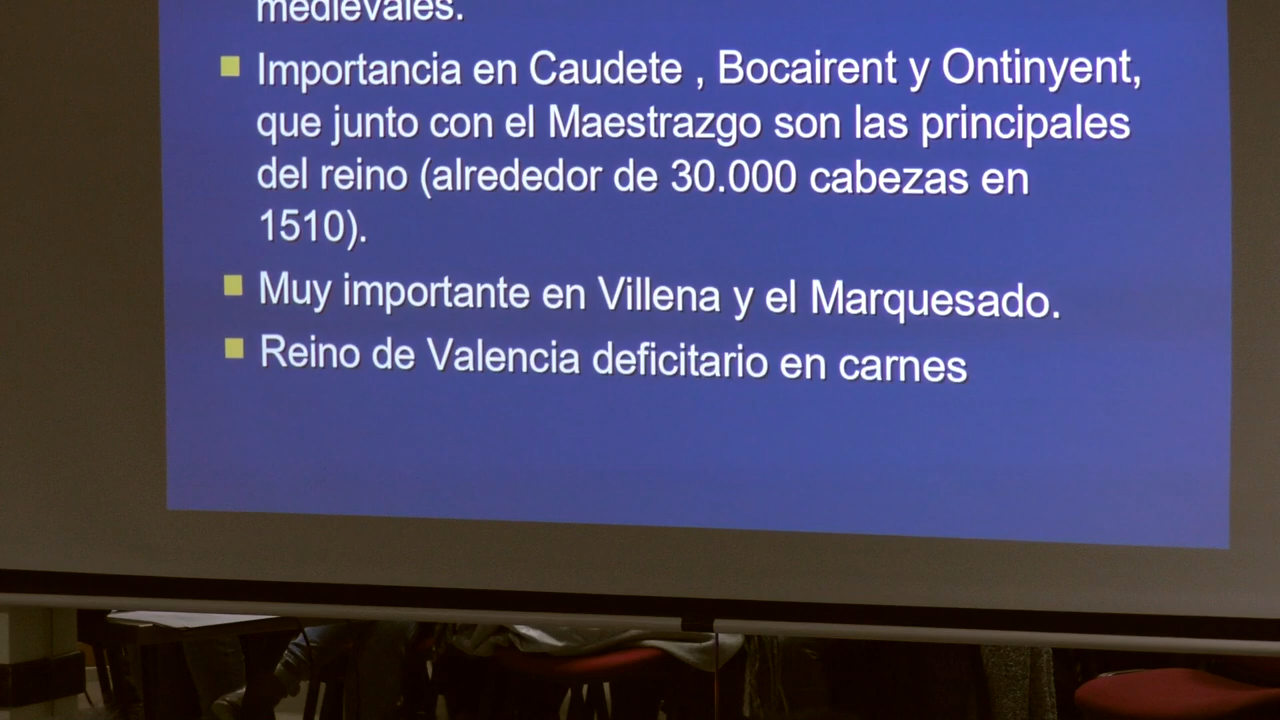 medievales.
Importancia en Caudete , Bocairent y Ontinyent,
que junto con el Maestrazgo son las principales
del reino (alrededor de 30.000 cabezas en
1510).
Muy importante en Villena y el Marquesado.
Reino de Valencia deficitario en carnes